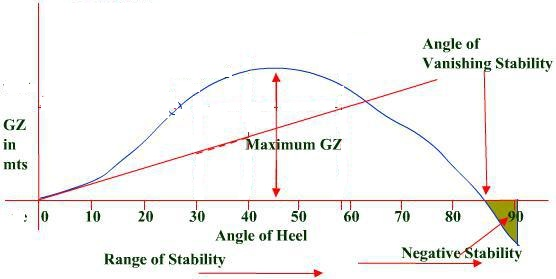 Angle of
Vanishing Stability
GZ
in
mts
Maximum GZ
0 10 20 30 40 50 60 70 80 90
Angle of Heel
Negative Stability
Range of Stability